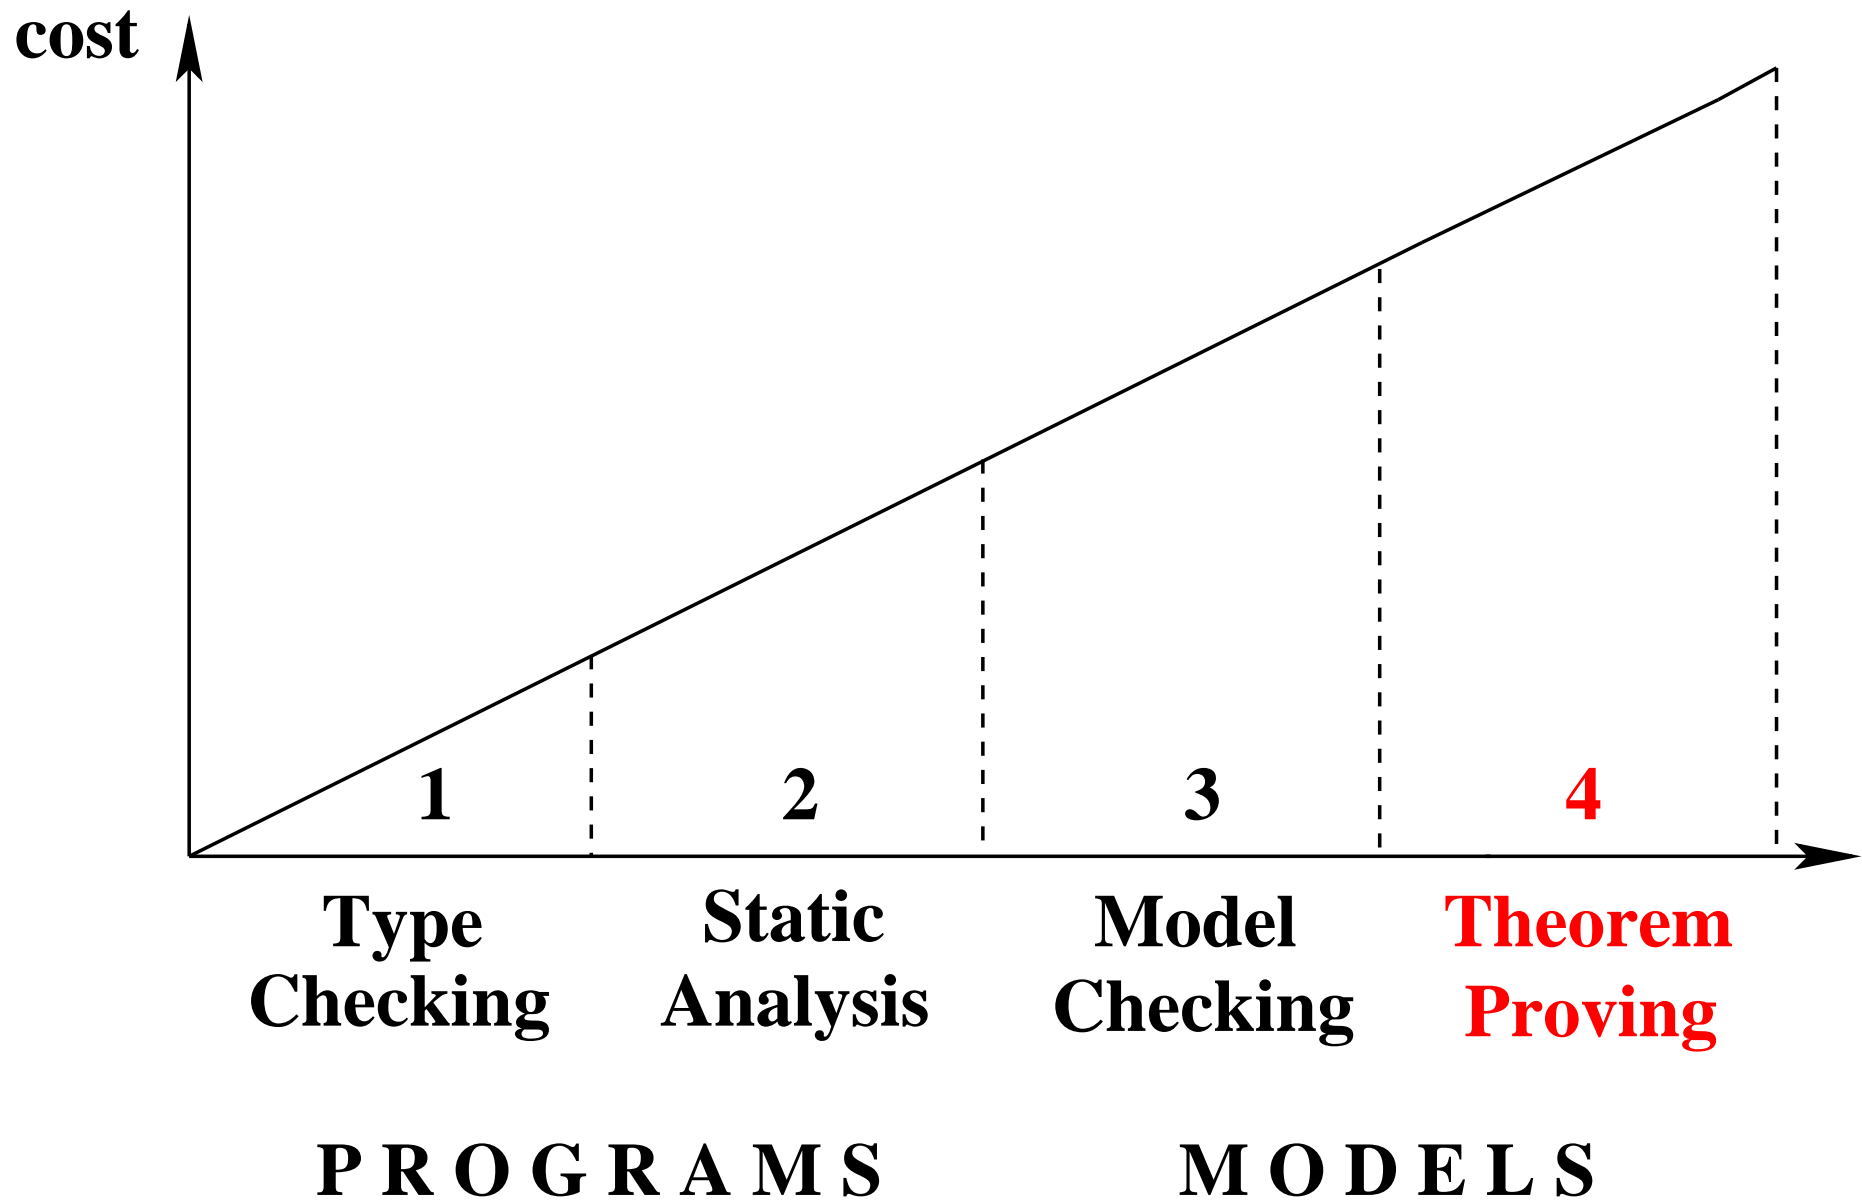 cost
1 2 3 4
Type Checking
Static Analysis
Model Checking
Theorem Proving
P R O G R A M S
M O D E L S